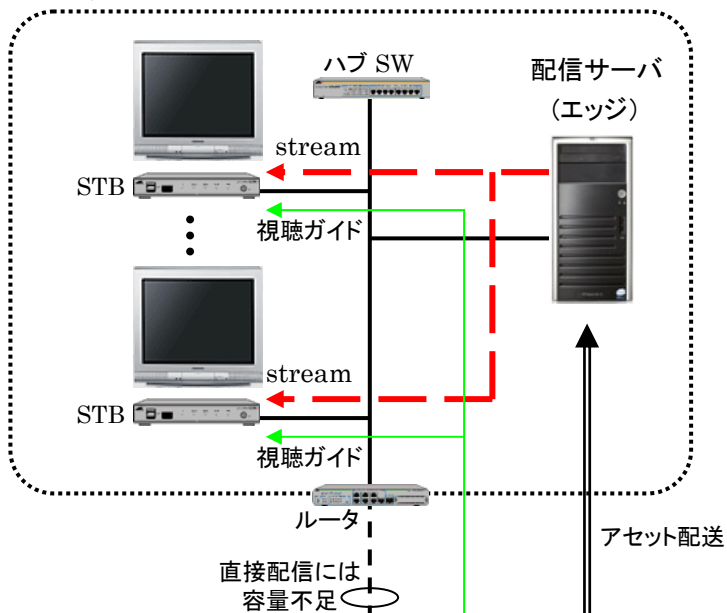 ハブ SW
配信サーバ
（エッジ）
stream
STB
視聴ガイド
stream
STB
視聴ガイド
ルータ
アセット配送
直接配信には
容量不足